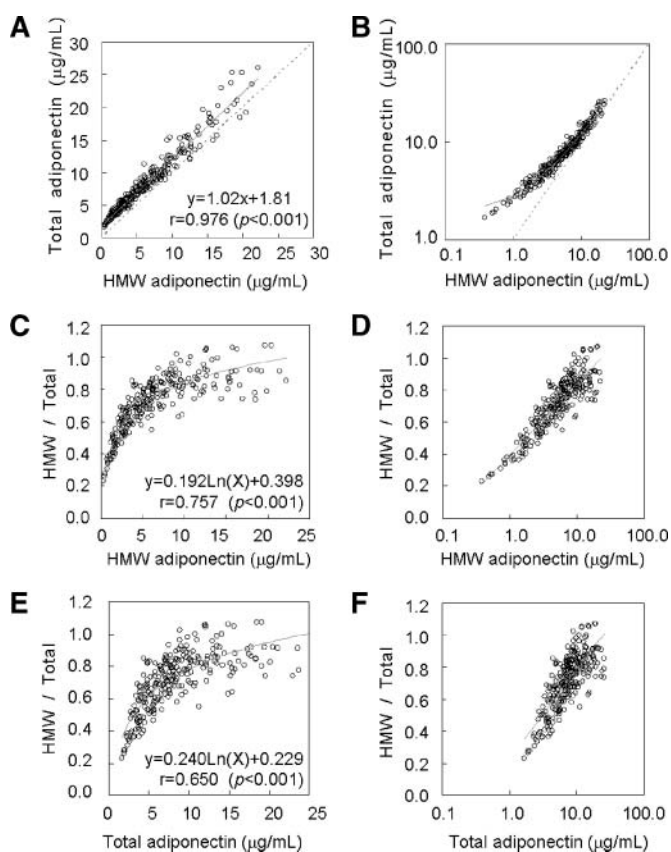 A
Total adiponectin (μg/mL)
30
25
20
15
10
5
0
y=1.02x+1.81
r=0.976 (p<0.001)
0 5 10 15 20 25 30
HMW adiponectin (μg/mL)
B
Total adiponectin (μg/mL)
100.0
10.0
1.0
0.1 1.0 10.0 100.0
HMW adiponectin (μg/mL)
C
HMW / Total
1.2
1.0
0.8
0.6
0.4
0.2
0.0
y=0.192Ln(X)+0.398
r=0.757 (p<0.001)
0 5 10 15 20 25
HMW adiponectin (μg/mL)
D
HMW / Total
1.2
1.0
0.8
0.6
0.4
0.2
0.0
0.1 1.0 10.0 100.0
HMW adiponectin (μg/mL)
E
HMW / Total
1.2
1.0
0.8
0.6
0.4
0.2
0.0
y=0.240Ln(X)+0.229
r=0.650 (p<0.001)
0 5 10 15 20 25
Total adiponectin (μg/mL)
F
HMW / Total
1.2
1.0
0.8
0.6
0.4
0.2
0.0
0.1 1.0 10.0 100.0
Total adiponectin (μg/mL)